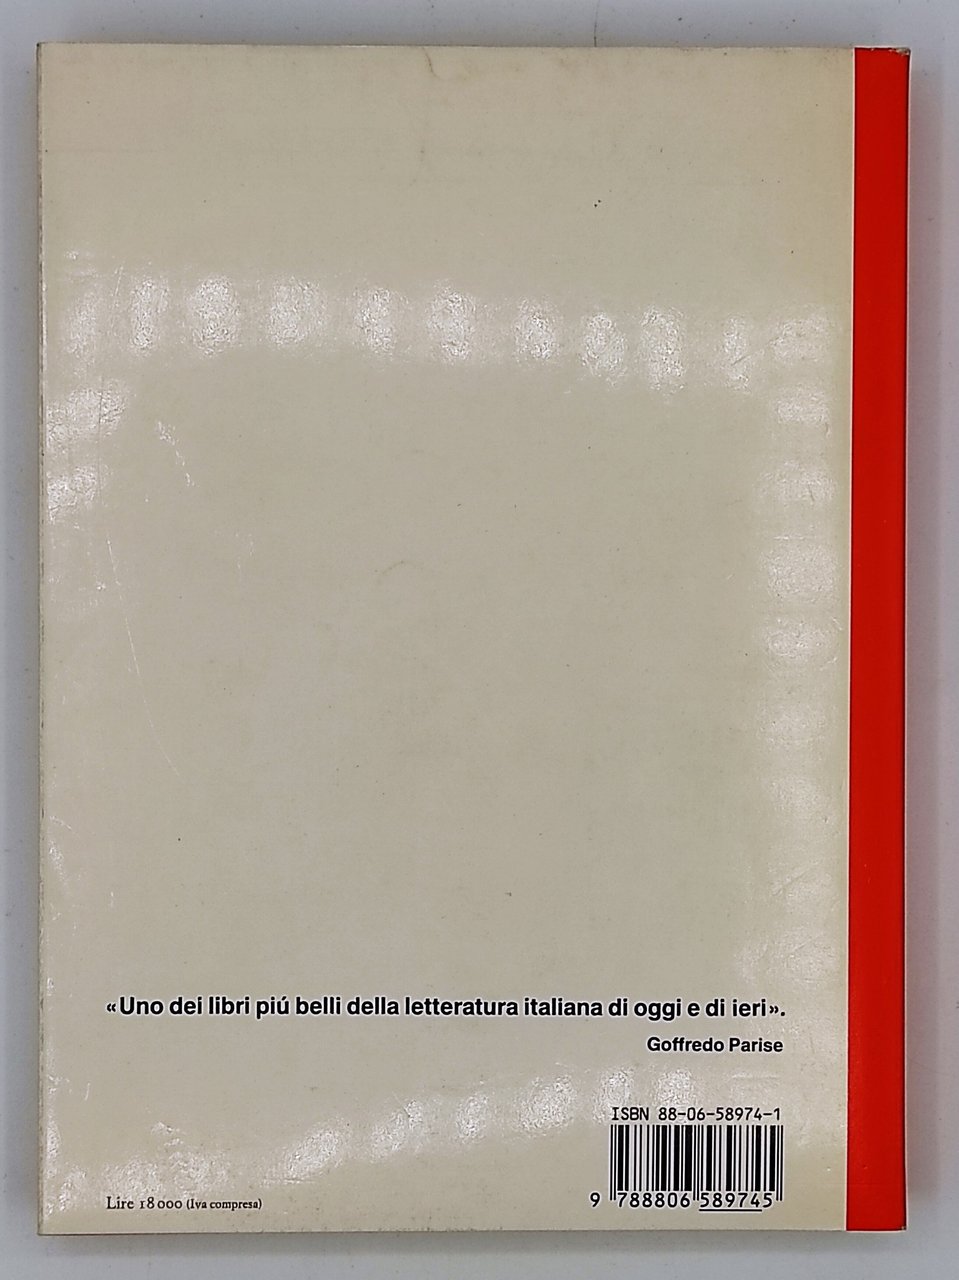 «Uno dei libri piú belli della letteratura italiana di oggi e di ieri».
Goffredo Parise
ISBN 88-06-58974-1
9 788806 589745
Lire 18 000 (Iva compresa)